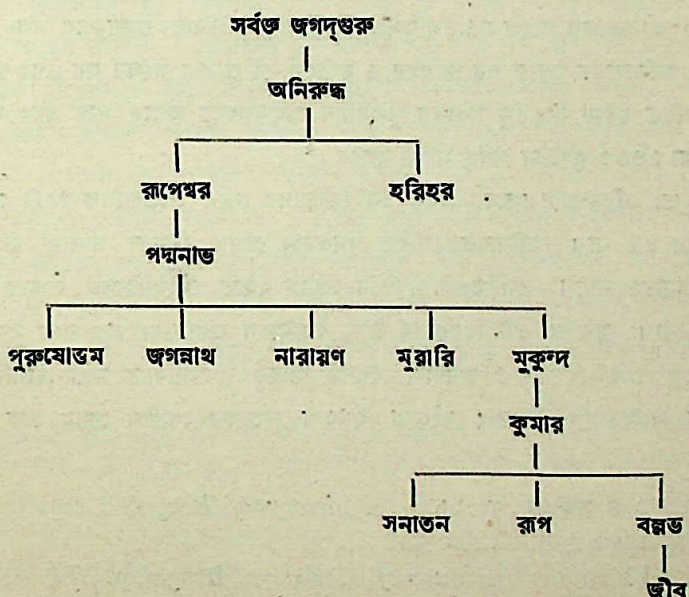 সর্বজ্ঞ জগদ্‌গুরু
অনিরুদ্ধ
রূপেশ্বর হরিহর
পদ্মনাভ
পুরুষোত্তম জগন্নাথ নারায়ণ মুরারি মুকুন্দ
কুমার
সনাতন রূপ বল্লভ
জীব